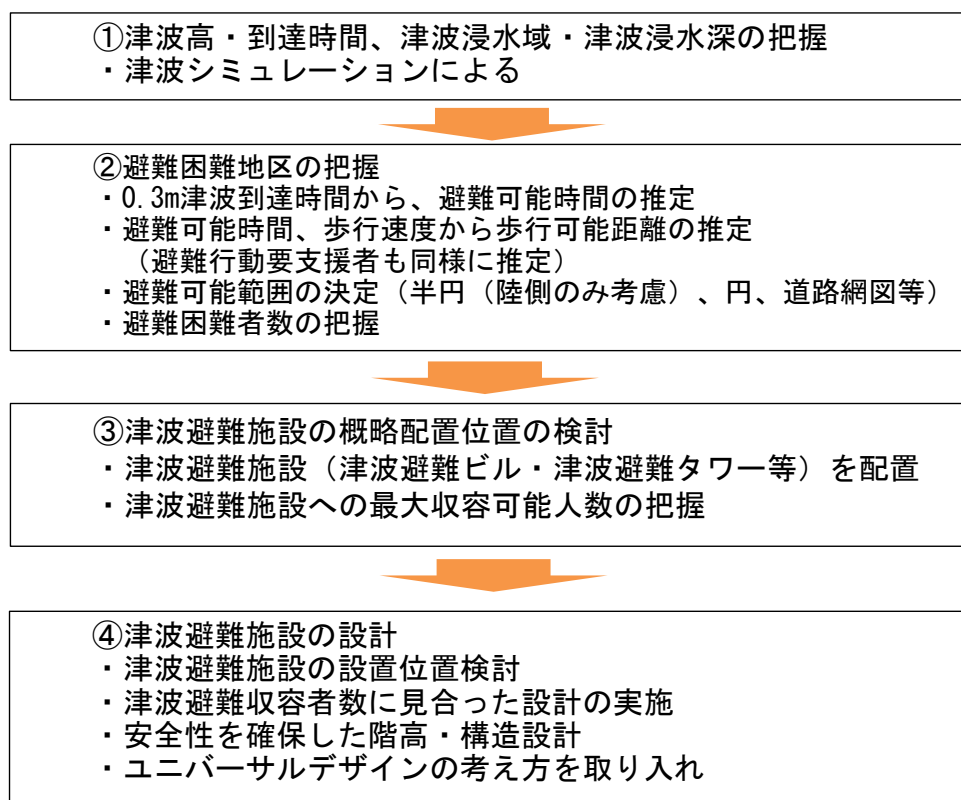 ①津波高・到達時間、津波浸水域・津波浸水深の把握
・津波シミュレーションによる
②避難困難地区の把握
・0.3m津波到達時間から、避難可能時間の推定
・避難可能時間、歩行速度から歩行可能距離の推定
（避難行動要支援者も同様に推定）
・避難可能範囲の決定（半円（陸側のみ考慮）、円、道路網図等）
・避難困難者数の把握
③津波避難施設の概略配置位置の検討
・津波避難施設（津波避難ビル・津波避難タワー等）を配置
・津波避難施設への最大収容可能人数の把握
④津波避難施設の設計
・津波避難施設の設置位置検討
・津波避難収容者数に見合った設計の実施
・安全性を確保した階高・構造設計
・ユニバーサルデザインの考え方を取り入れ